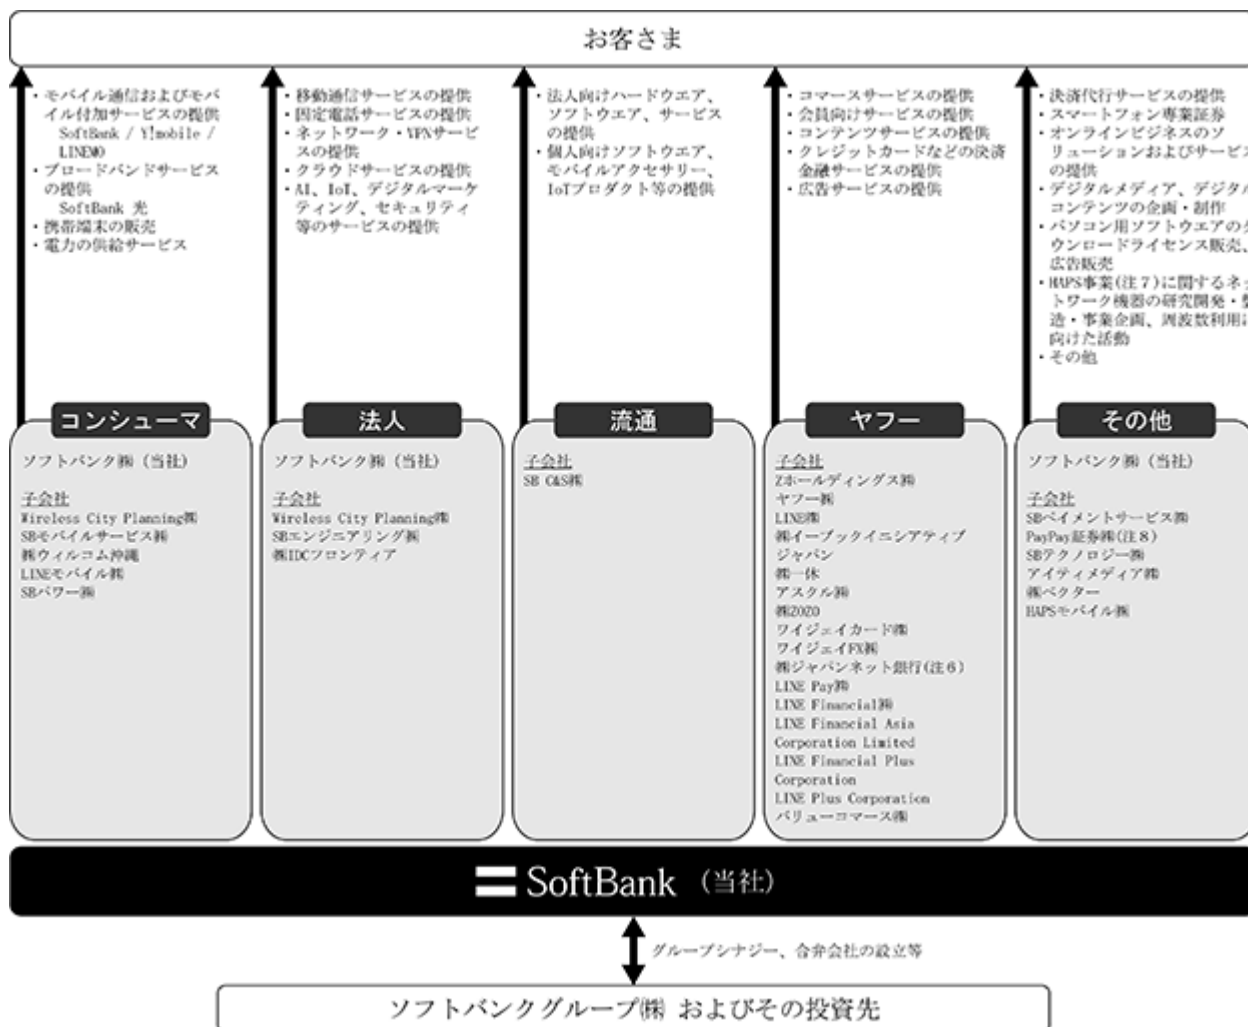 お客さま
・モバイル通信およびモバ
イル付加サービスの提供
SoftBank / Y!mobile /
LINEMO
・ブロードバンドサービス
の提供
SoftBank 光
・携帯端末の販売
・電力の供給サービス
・移動通信サービスの提供
・固定電話サービスの提供
・ネットワーク・VPNサービ
スの提供
・クラウドサービスの提供
・AI、IoT、デジタルマーケ
ティング、セキュリティ
等のサービスの提供
・法人向けハードウエア、
ソフトウエア、サービス
の提供
・個人向けソフトウエア、
モバイルアクセサリー、
IoTプロダクト等の提供
・コマースサービスの提供
・会員向けサービスの提供
・コンテンツサービスの提供
・クレジットカードなどの決済
金融サービスの提供
・広告サービスの提供
・決済代行サービスの提供
・スマートフォン専業証券
・オンラインビジネスのソ
リューションおよびサービス
の提供
・デジタルメディア、デジタル
コンテンツの企画・制作
・パソコン用ソフトウエアのダ
ウンロードライセンス販売、
広告販売
・HAPS事業(注7)に関するネッ
トワーク機器の研究開発・製
造・事業企画、周波数利用に
向けた活動
・その他
コンシューマ
ソフトバンク㈱（当社）
子会社
Wireless City Planning㈱
SBモバイルサービス㈱
㈱ウィルコム沖縄
LINEモバイル㈱
SBパワー㈱
法人
ソフトバンク㈱（当社）
子会社
Wireless City Planning㈱
SBエンジニアリング㈱
㈱IDCフロンティア
流通
子会社
SB C&S㈱
ヤフー
子会社
Zホールディングス㈱
ヤフー㈱
LINE㈱
㈱イーブックイニシアティブ
ジャパン
㈱一休
アスクル㈱
㈱ZOZO
ワイジェイカード㈱
ワイジェイFX㈱
㈱ジャパンネット銀行(注6)
LINE Pay㈱
LINE Financial㈱
LINE Financial Asia
Corporation Limited
LINE Financial Plus
Corporation
LINE Plus Corporation
バリューコマース㈱
その他
ソフトバンク㈱（当社）
子会社
SBペイメントサービス㈱
PayPay証券㈱(注8)
SBテクノロジー㈱
アイティメディア㈱
㈱ベクター
HAPSモバイル㈱
SoftBank（当社）
グループシナジー、合弁会社の設立等
ソフトバンクグループ㈱ およびその投資先